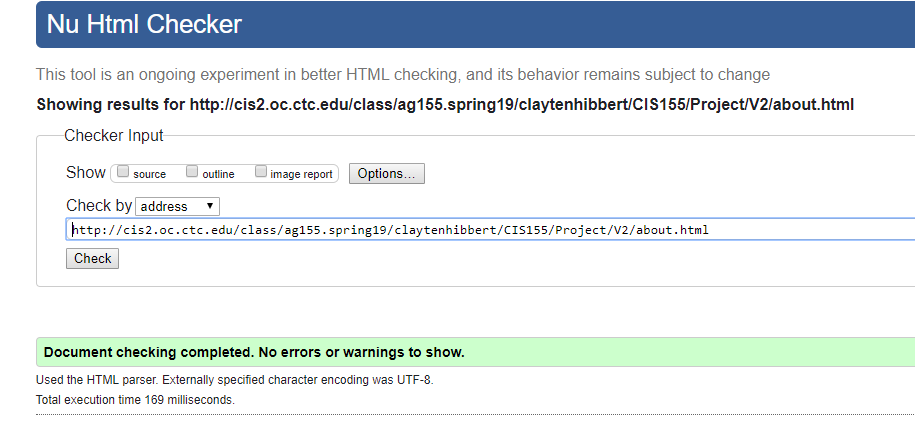 Nu Html Checker
This tool is an ongoing experiment in better HTML checking, and its behavior remains subject to change
Showing results for http://cis2.oc.ctc.edu/class/ag155.spring19/claytenhibbert/CIS155/Project/V2/about.html
Checker Input
Show source outline image report Options...
Check by address
http://cis2.oc.ctc.edu/class/ag155.spring19/claytenhibbert/CIS155/Project/V2/about.html
Check
Document checking completed. No errors or warnings to show.
Used the HTML parser. Externally specified character encoding was UTF-8.
Total execution time 169 milliseconds.